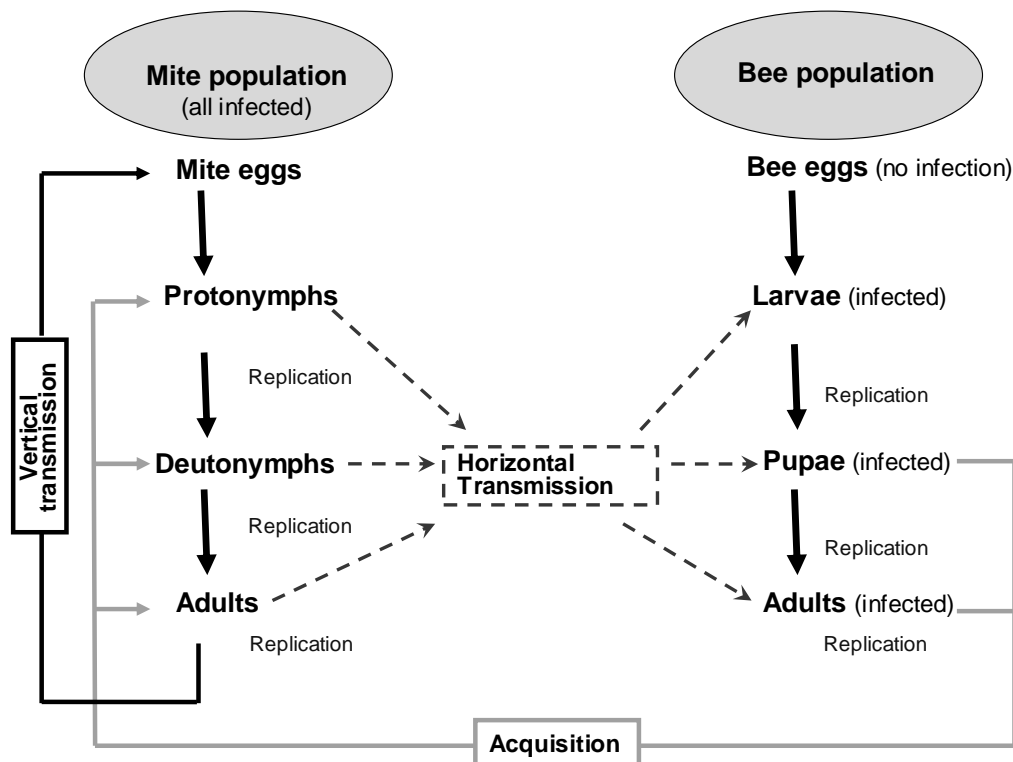 Mite population
(all infected)
Bee population
Mite eggs
Bee eggs (no infection)
Protonymphs
Larvae (infected)
Replication
Replication
Vertical
transmission
Deutonymphs
Horizontal
Transmission
Pupae (infected)
Replication
Replication
Adults
Adults (infected)
Replication
Replication
Acquisition